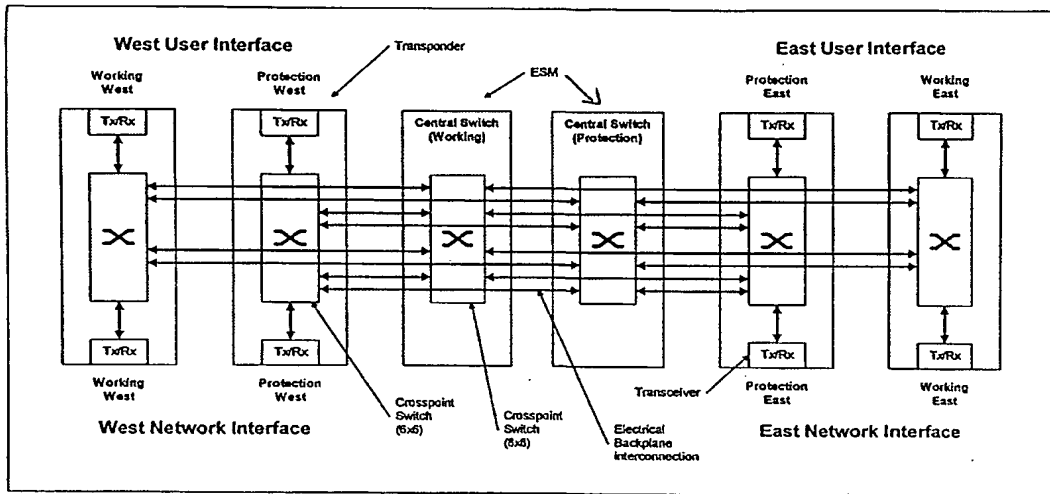 West User Interface
Transponder
ESM
East User Interface
Working
West
Protection
West
Protection
East
Working
East
Tx/Rx
Tx/Rx
Central Switch
(Working)
Central Switch
(Protection)
Tx/Rx
Tx/Rx
Tx/Rx
Tx/Rx
Tx/Rx
Tx/Rx
Working
West
Protection
West
Transceiver
Protection
East
Working
East
West Network Interface
Crosspoint
Switch
(6x6)
Crosspoint
Switch
(8x8)
Electrical
Backplane
Interconnection
East Network Interface